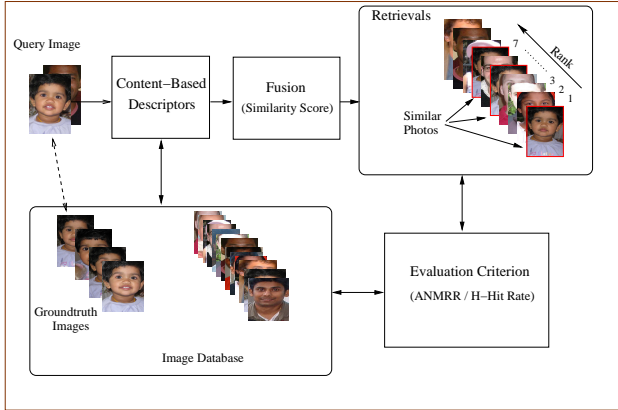 Query Image
Content-Based
Descriptors
Fusion
(Similarity Score)
Retrievals
Rank
7
........
3
2
1
Similar
Photos
Groundtruth
Images
Image Database
Evaluation Criterion
(ANMRR / H-Hit Rate)